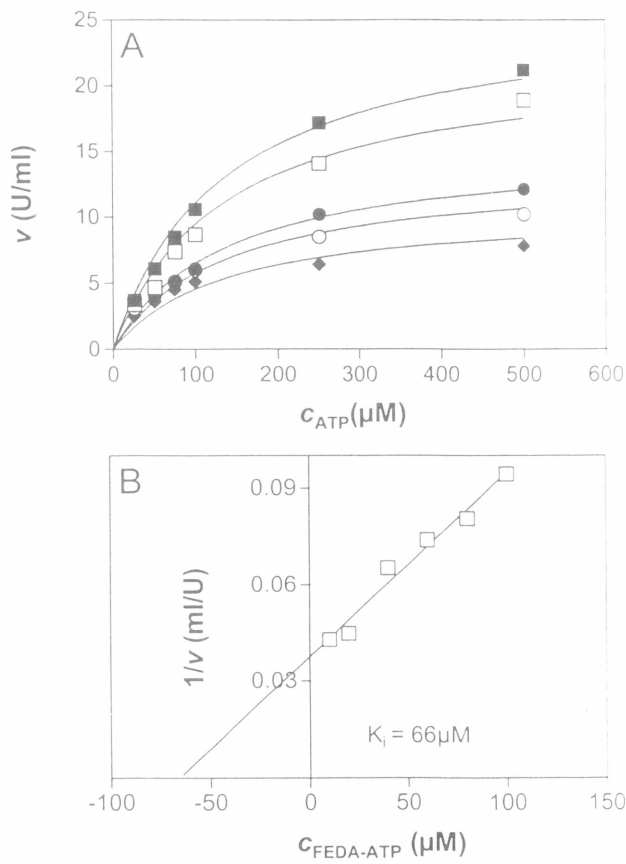 A
25
20
15
10
5
0
v (U/ml)
0 100 200 300 400 500 600
c_ATP(µM)
B
0.09
0.06
0.03
1/v (ml/U)
K_i = 66µM
-100 -50 0 50 100 150
c_FEDA-ATP (µM)